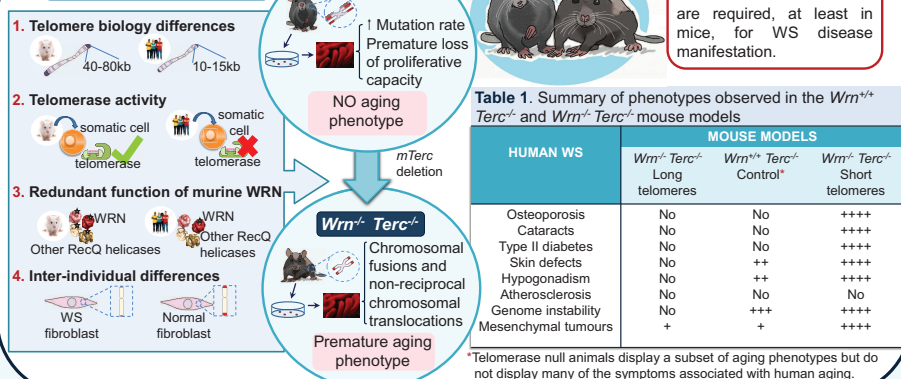 1. Telomere biology differences
40-80kb
10-15kb
2. Telomerase activity
somatic cell
telomerase
somatic
cell
telomerase
3. Redundant function of murine WRN
WRN
Other RecQ helicases
WRN
Other RecQ
helicases
4. Inter-individual differences
WS
fibroblast
Normal
fibroblast
↑ Mutation rate
Premature loss
of proliferative
capacity
NO aging
phenotype
mTerc
deletion
Wrn-/- Terc-/-
Chromosomal
fusions and
non-reciprocal
chromosomal
translocations
Premature aging
phenotype
are required, at least in
mice, for WS disease
manifestation.
Table 1. Summary of phenotypes observed in the Wrn+/+
Terc-/- and Wrn-/- Terc-/- mouse models
HUMAN WS MOUSE MODELS
Wrn-/- Terc-/- Wrn+/+ Terc-/- Wrn-/- Terc-/-
Long Control* Short
telomeres telomeres
Osteoporosis No No ++++
Cataracts No No ++++
Type II diabetes No No ++++
Skin defects No ++ ++++
Hypogonadism No ++ ++++
Atherosclerosis No No No
Genome instability No +++ ++++
Mesenchymal tumours + + ++++
*Telomerase null animals display a subset of aging phenotypes but do
not display many of the symptoms associated with human aging.